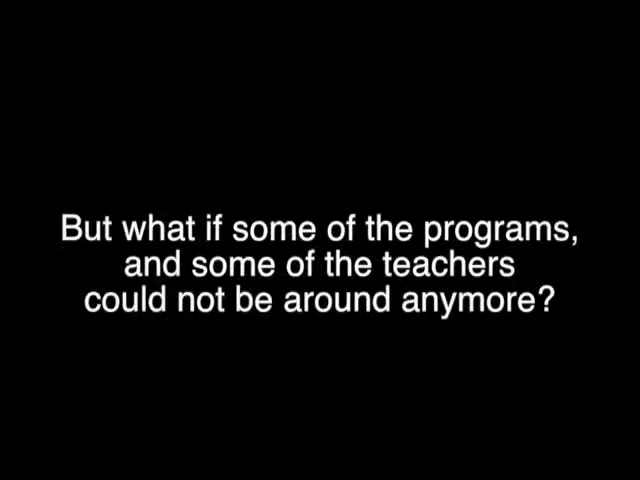 But what if some of the programs,
and some of the teachers
could not be around anymore?